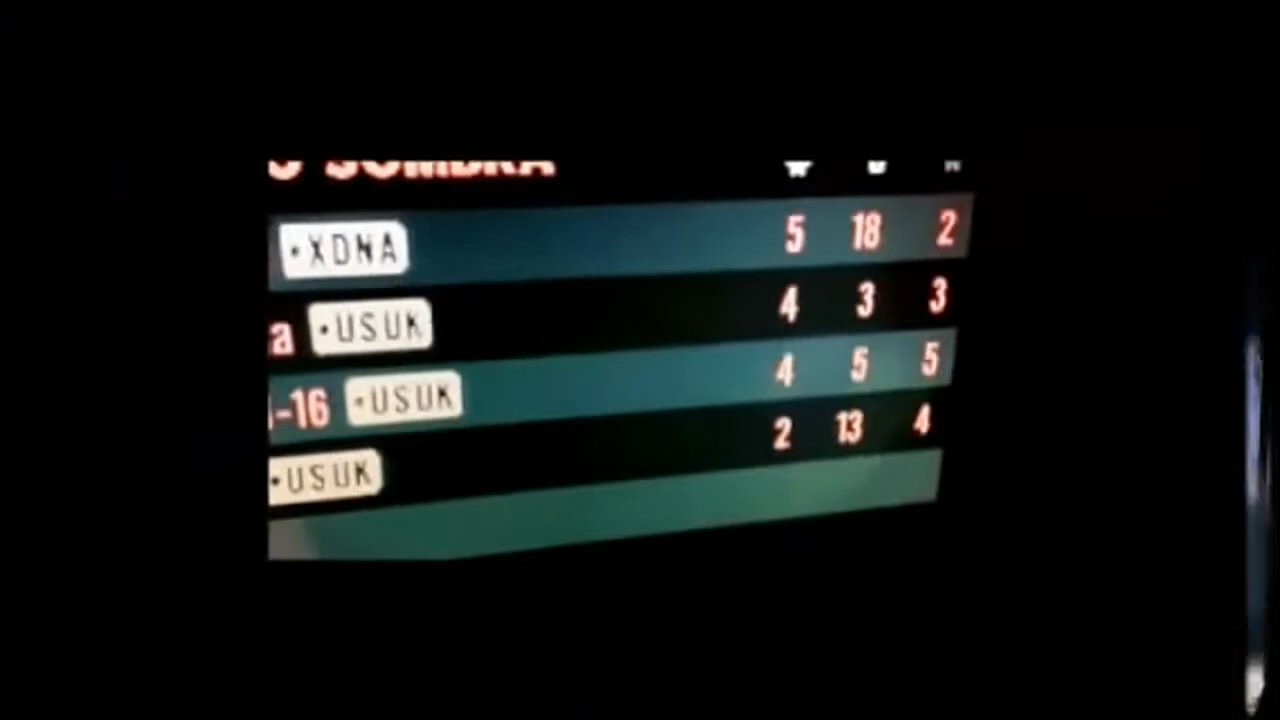 SOMBRA
•XDNA 5 18 2
a •USUK 4 3 3
-16 •USUK 4 5 5
•USUK 2 13 4